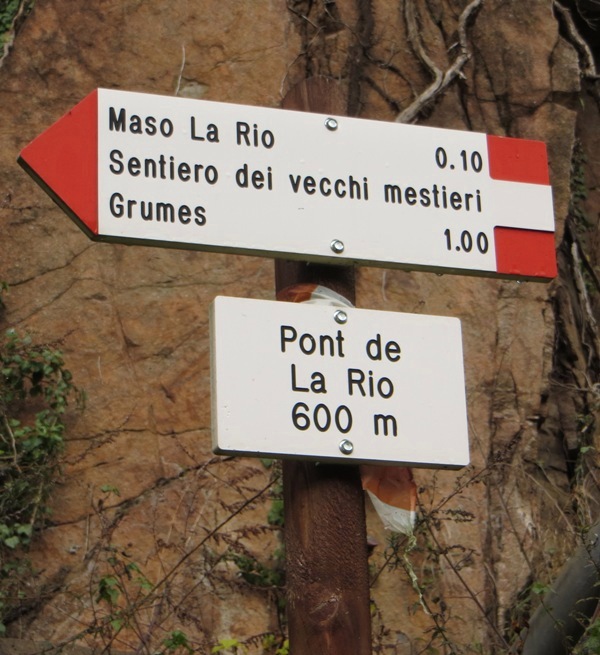 Maso La Rio 0.10
Sentiero dei vecchi mestieri
Grumes 1.00
Pont de
La Rio
600 m